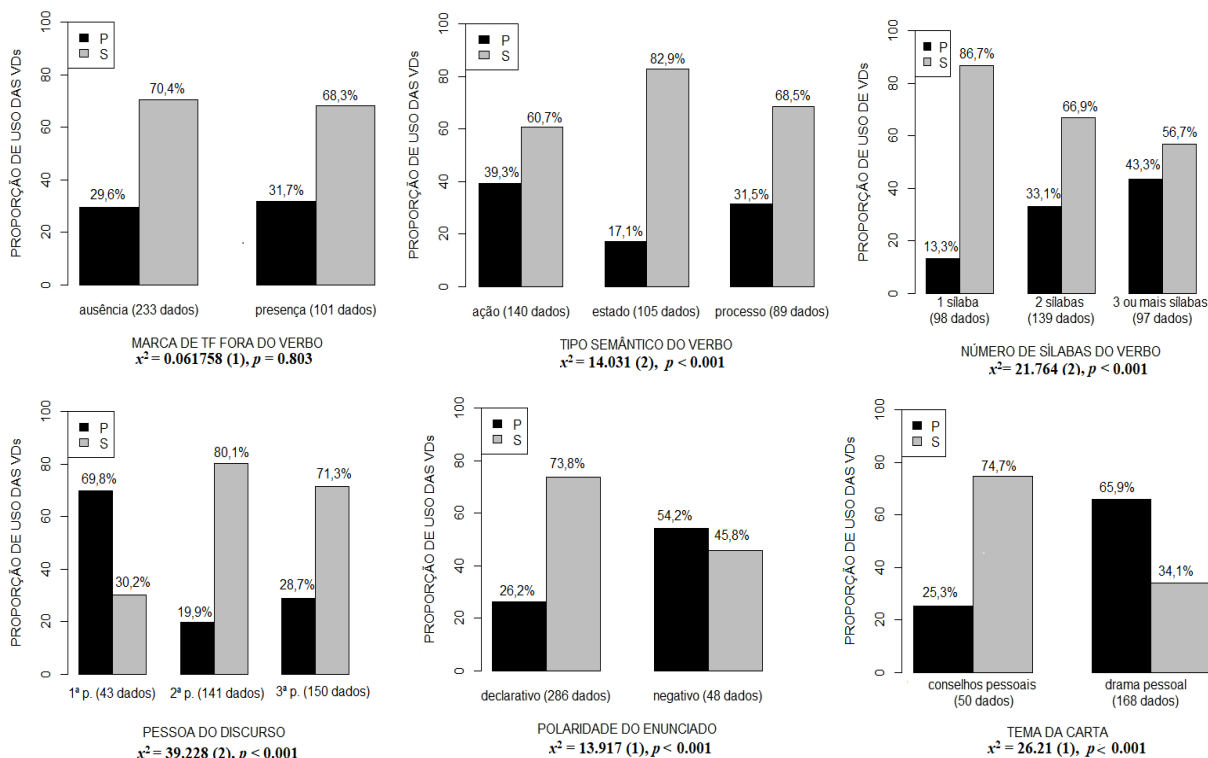 PROPORÇÃO DE USO DAS VDs
0 20 40 60 80 100
P
S
29,6%
70,4%
31,7%
68,3%
ausência (233 dados)
presença (101 dados)
MARCA DE TF FORA DO VERBO
x² = 0.061758 (1), p = 0.803
PROPORÇÃO DE USO DAS VDs
0 20 40 60 80 100
P
S
39,3%
60,7%
17,1%
82,9%
31,5%
68,5%
ação (140 dados)
estado (105 dados)
processo (89 dados)
TIPO SEMÂNTICO DO VERBO
x² = 14.031 (2), p < 0.001
PROPORÇÃO DE USO DE VDs
0 20 40 60 80 100
P
S
13,3%
86,7%
33,1%
66,9%
43,3%
56,7%
1 sílaba
(98 dados)
2 sílabas
(139 dados)
3 ou mais sílabas
(97 dados)
NÚMERO DE SÍLABAS DO VERBO
x²= 21.764 (2), p < 0.001
PROPORÇÃO DE USO DAS VDs
0 20 40 60 80 100
P
S
69,8%
30,2%
19,9%
80,1%
28,7%
71,3%
1ª p. (43 dados)
2ª p. (141 dados)
3ª p. (150 dados)
PESSOA DO DISCURSO
x² = 39.228 (2), p < 0.001
PROPORÇÃO DE USO DAS VDs
0 20 40 60 80 100
P
S
26,2%
73,8%
54,2%
45,8%
declarativo (286 dados)
negativo (48 dados)
POLARIDADE DO ENUNCIADO
x² = 13.917 (1), p < 0.001
PROPORÇÃO DE USO DAS VDs
0 20 40 60 80 100
P
S
25,3%
74,7%
65,9%
34,1%
conselhos pessoais
(50 dados)
drama pessoal
(168 dados)
TEMA DA CARTA
x² = 26.21 (1), p< 0.001